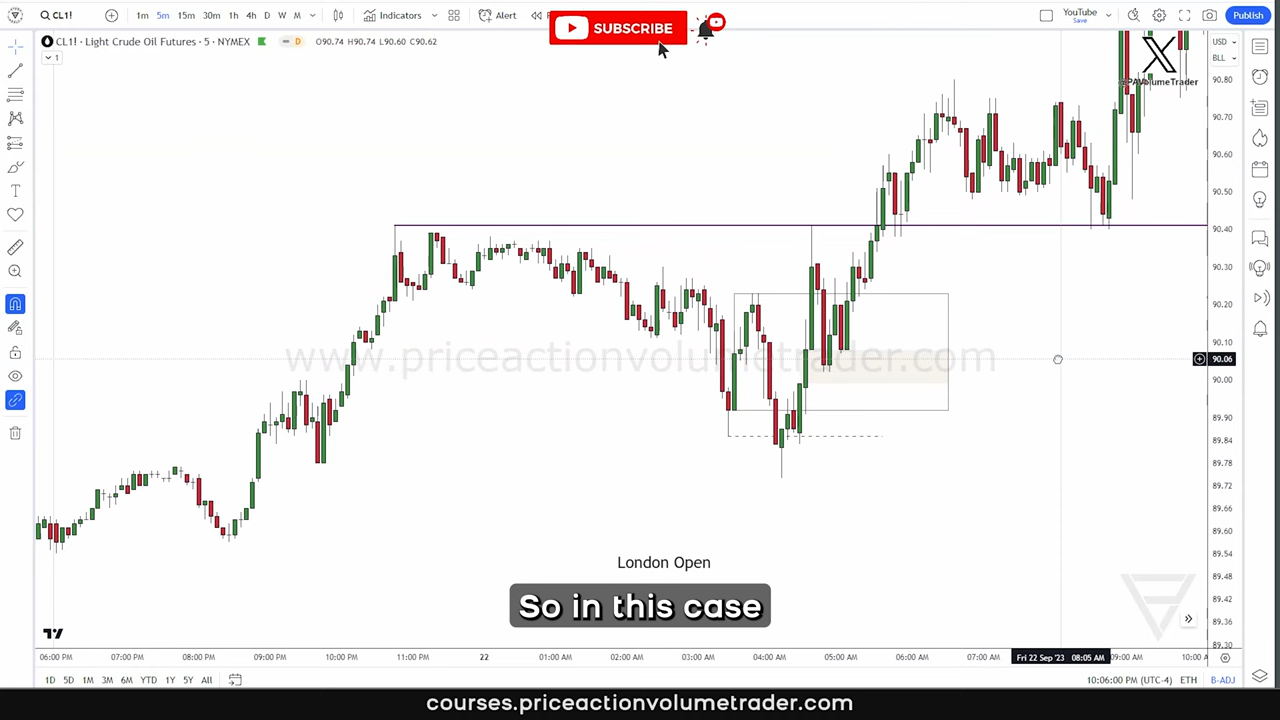 CL1!
1m 5m 15m 30m 1h 4h D W M
Indicators
Alert
SUBSCRIBE
YouTube
Save
Publish
CL1! · Light Crude Oil Futures · 5 · NYMEX
D
O90.74 H90.74 L90.60 C90.62
1
USD
BLL
@PAVolumeTrader
90.80
90.70
90.60
90.50
90.40
90.30
90.20
90.10
90.06
90.00
89.90
89.84
89.78
89.72
89.66
89.60
89.54
89.48
89.42
89.36
89.30
www.priceactionvolumetrader.com
London Open
So in this case
06:00 PM 07:00 PM 08:00 PM 09:00 PM 10:00 PM 11:00 PM 22 01:00 AM 02:00 AM 03:00 AM 04:00 AM 05:00 AM 06:00 AM 07:00 AM Fri 22 Sep '23 08:05 AM 09:00 AM 10:00 A
1D 5D 1M 3M 6M YTD 1Y 5Y All
10:06:00 PM (UTC-4) ETH B-ADJ
courses.priceactionvolumetrader.com